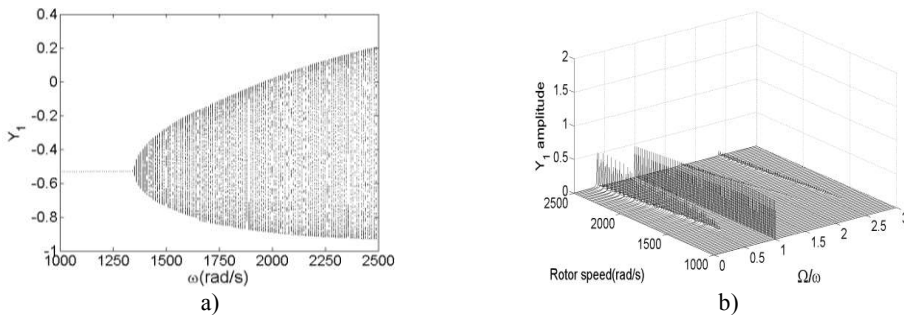 0.4
0.2
0
-0.2
-0.4
-0.6
-0.8
-1
Y1
1000 1250 1500 1750 2000 2250 2500
ω(rad/s)
a)
2
1.5
1
0.5
0
Y1 amplitude
2500
2000
1500
1000
Rotor speed(rad/s)
0 0.5 1 1.5 2 2.5 3
Ω/ω
b)